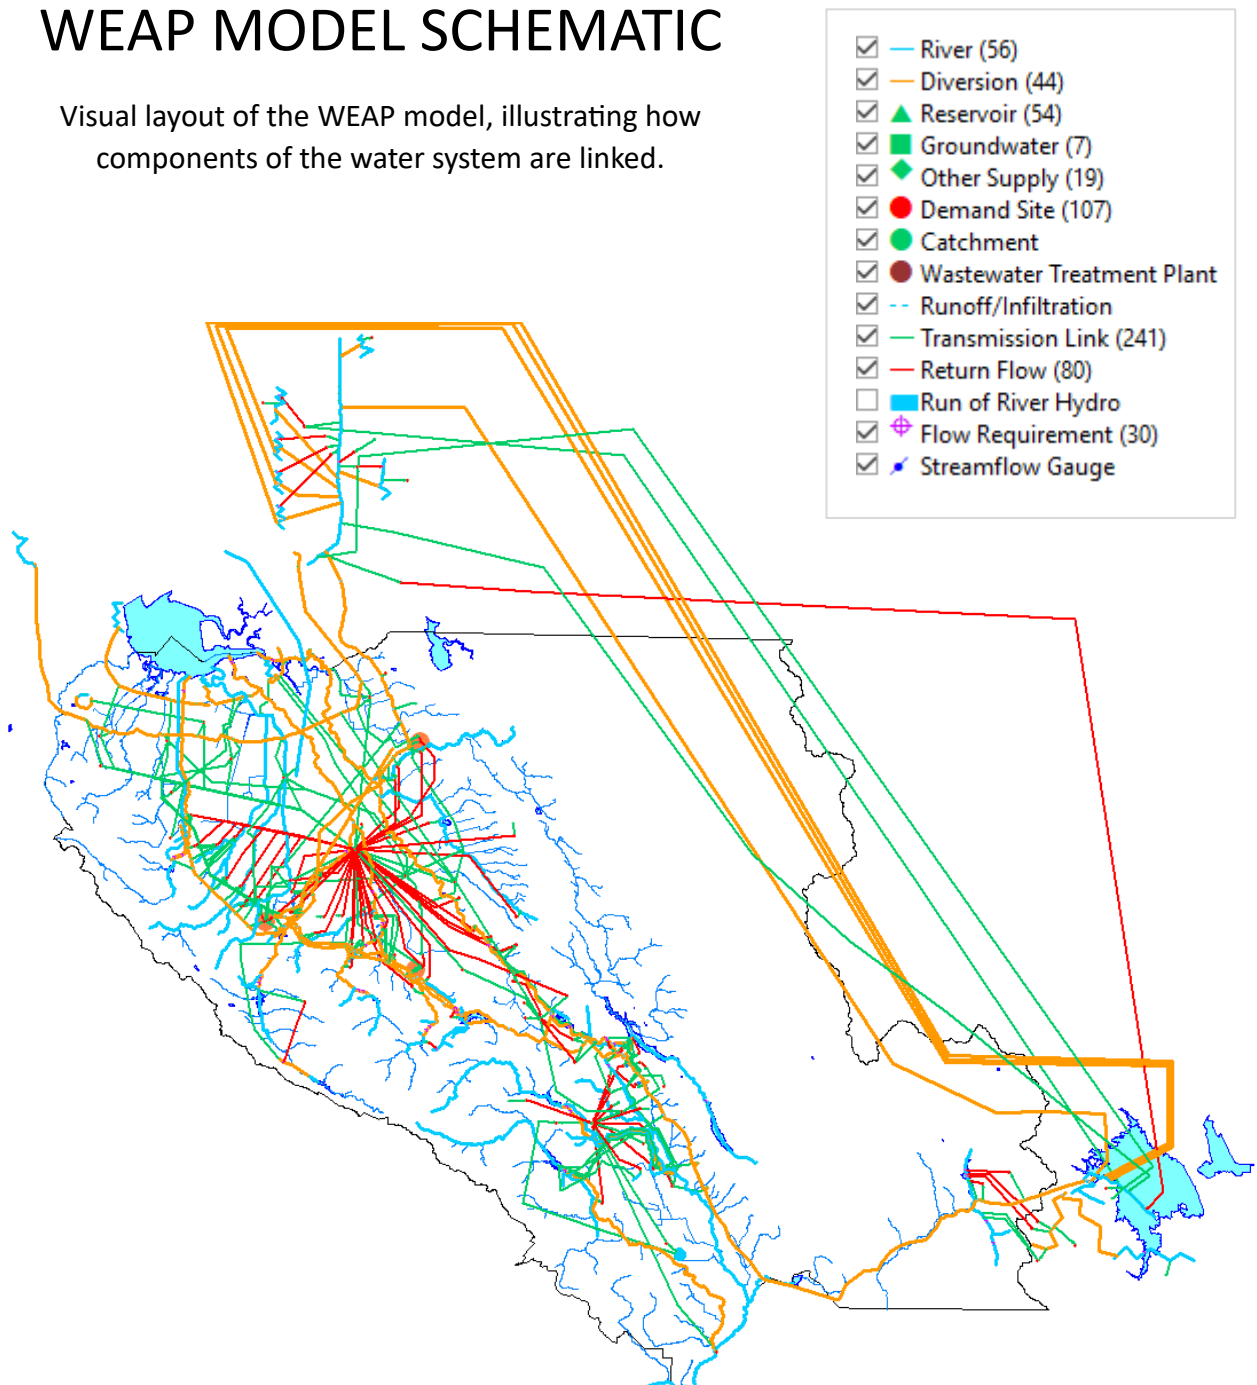 WEAP MODEL SCHEMATIC
Visual layout of the WEAP model, illustrating how
components of the water system are linked.
River (56)
Diversion (44)
Reservoir (54)
Groundwater (7)
Other Supply (19)
Demand Site (107)
Catchment
Wastewater Treatment Plant
Runoff/Infiltration
Transmission Link (241)
Return Flow (80)
Run of River Hydro
Flow Requirement (30)
Streamflow Gauge